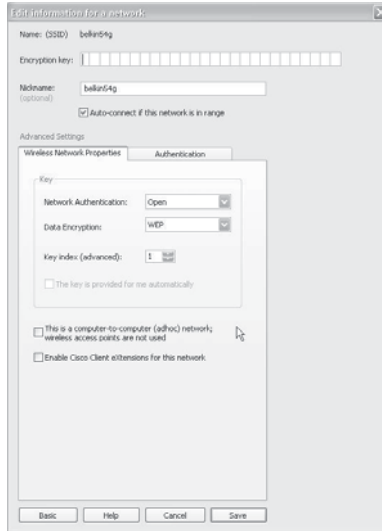 Edit information for a network
Name: (SSID) belkin54g
Encryption key:
Nickname: belkin54g
(optional)
Auto-connect if this network is in range
Advanced Settings
Wireless Network Properties Authentication
Key
Network Authentication: Open
Data Encryption: WEP
Key index (advanced): 1
The key is provided for me automatically
This is a computer-to-computer (adhoc) network;
wireless access points are not used
Enable Cisco Client eXtensions for this network
Basic Help Cancel Save